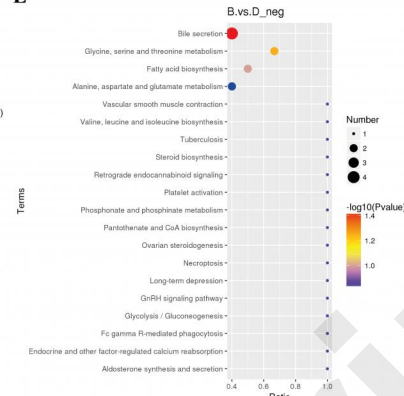 B.vs.D_neg
Bile secretion
Glycine, serine and threonine metabolism
Fatty acid biosynthesis
Alanine, aspartate and glutamate metabolism
Vascular smooth muscle contraction
)
Valine, leucine and isoleucine biosynthesis
Tuberculosis
Steroid biosynthesis
Retrograde endocannabinoid signaling
Platelet activation
Phosphonate and phosphinate metabolism
Pantothenate and CoA biosynthesis
Ovarian steroidogenesis
Necroptosis
Long-term depression
GnRH signaling pathway
Glycolysis / Gluconeogenesis
Fc gamma R-mediated phagocytosis
Endocrine and other factor-regulated calcium reabsorption
Aldosterone synthesis and secretion
Terms
0.4 0.6 0.8 1.0
Number
1
2
3
4
-log10(Pvalue)
1.4
1.2
1.0